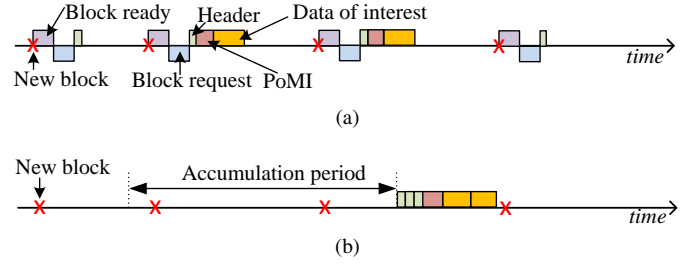 Block ready
Header
Data of interest
New block
Block request
PoMI
time
(a)
New block
Accumulation period
time
(b)